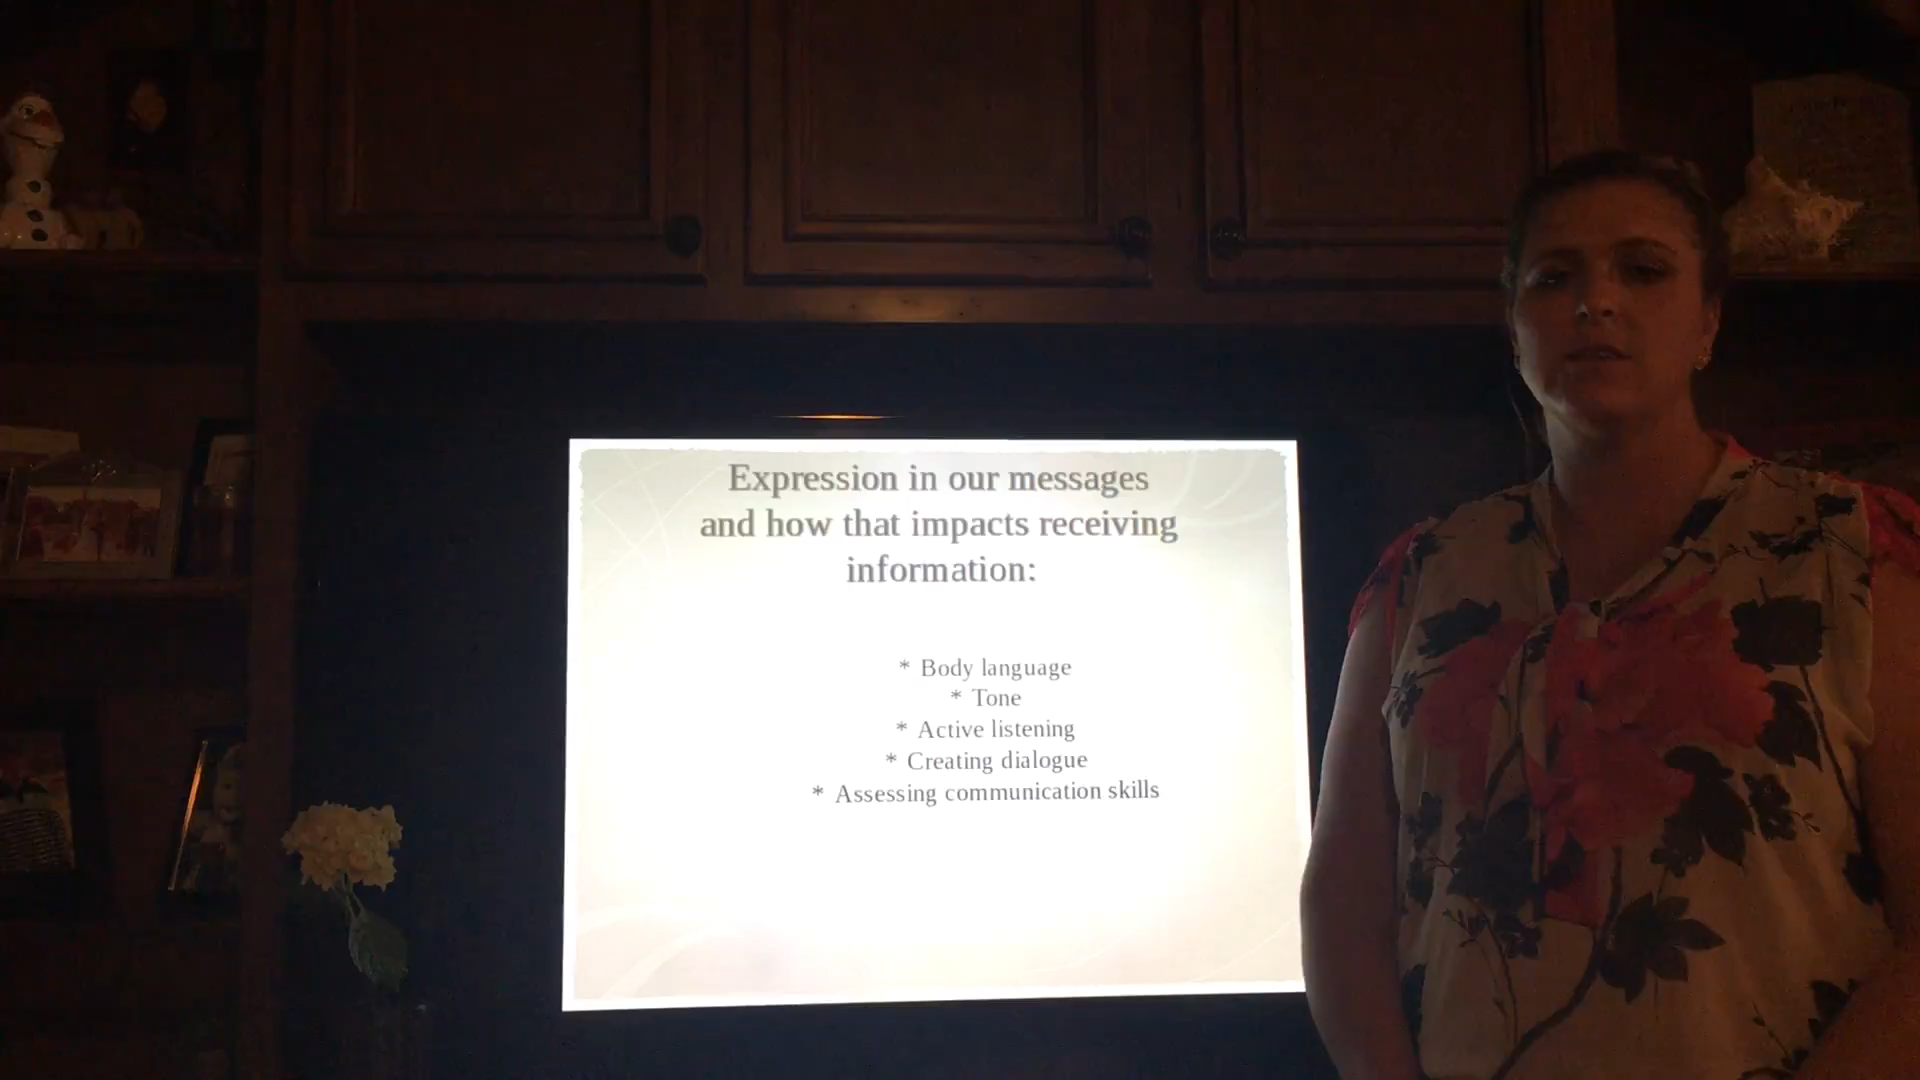 Expression in our messages
and how that impacts receiving
information:
* Body language
* Tone
* Active listening
* Creating dialogue
* Assessing communication skills